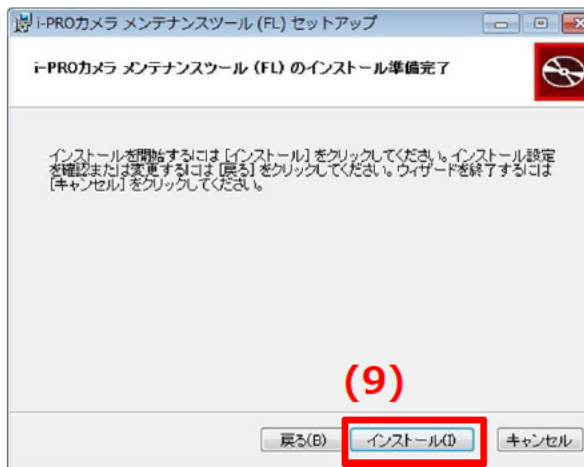 i-PROカメラ メンテナンスツール (FL) セットアップ
i-PROカメラ メンテナンスツール (FL) のインストール準備完了
インストールを開始するには [インストール] をクリックしてください。インストール設定
を確認または変更するには [戻る] をクリックしてください。ウィザードを終了するには
[キャンセル] をクリックしてください。
(9)
戻る(B) インストール(I) キャンセル